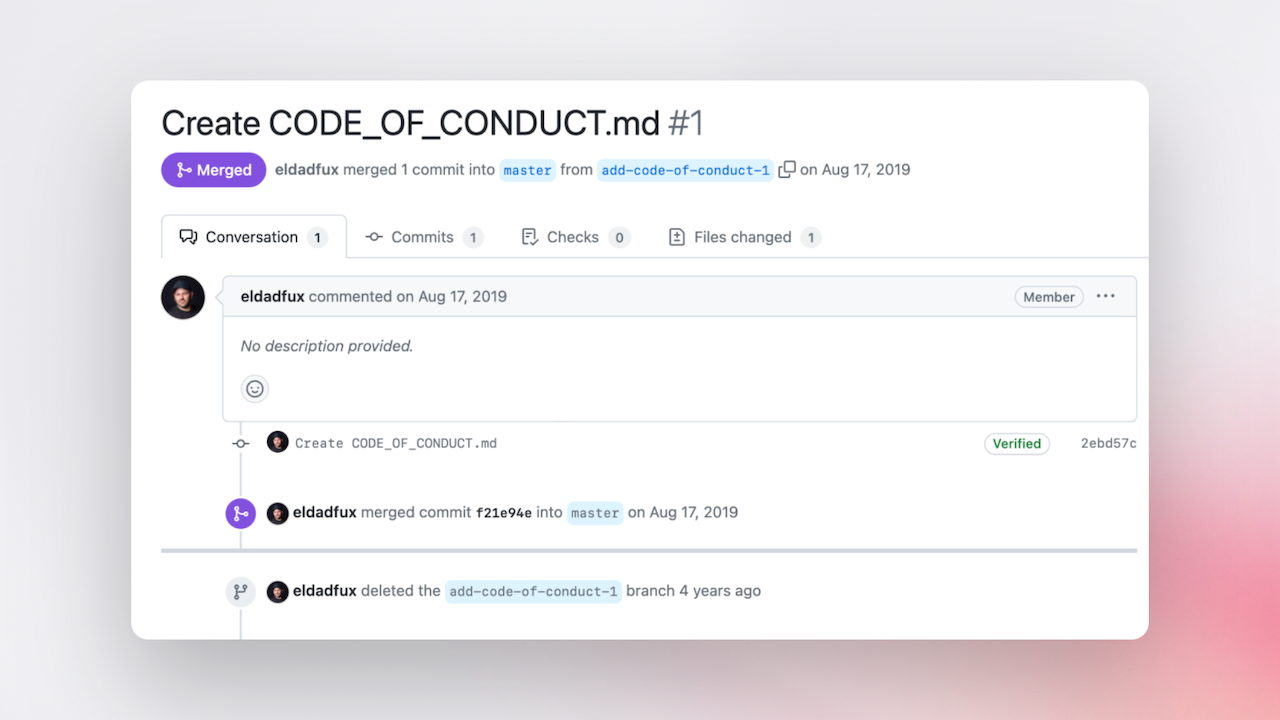 Create CODE_OF_CONDUCT.md #1
Merged eldadfux merged 1 commit into master from add-code-of-conduct-1 on Aug 17, 2019
Conversation 1 Commits 1 Checks 0 Files changed 1
eldadfux commented on Aug 17, 2019 Member ...
No description provided.
Create CODE_OF_CONDUCT.md Verified 2ebd57c
eldadfux merged commit f21e94e into master on Aug 17, 2019
eldadfux deleted the add-code-of-conduct-1 branch 4 years ago